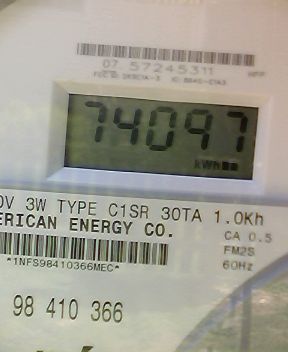 07 57245311
74097
kWh
0V 3W TYPE C1SR 30TA 1.0Kh
ERICAN ENERGY CO.
CA 0.5
FM2S
*1NFS98410366MEC*
60Hz
98 410 366